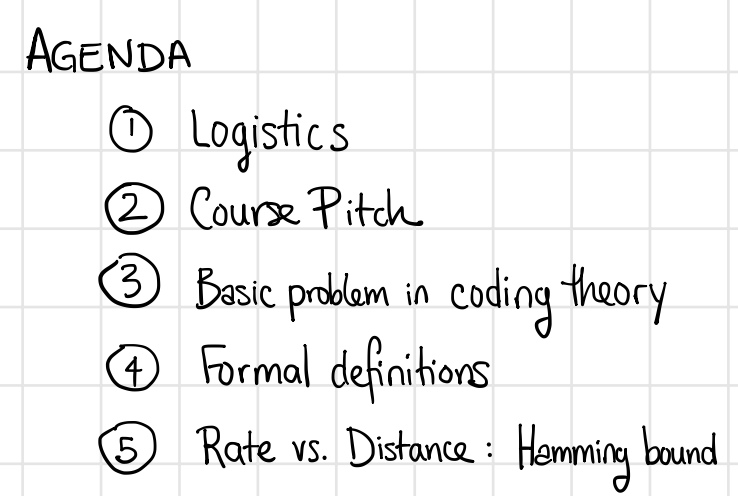 AGENDA
① Logistics
② Course Pitch
③ Basic problem in coding theory
④ Formal definitions
⑤ Rate vs. Distance: Hamming bound